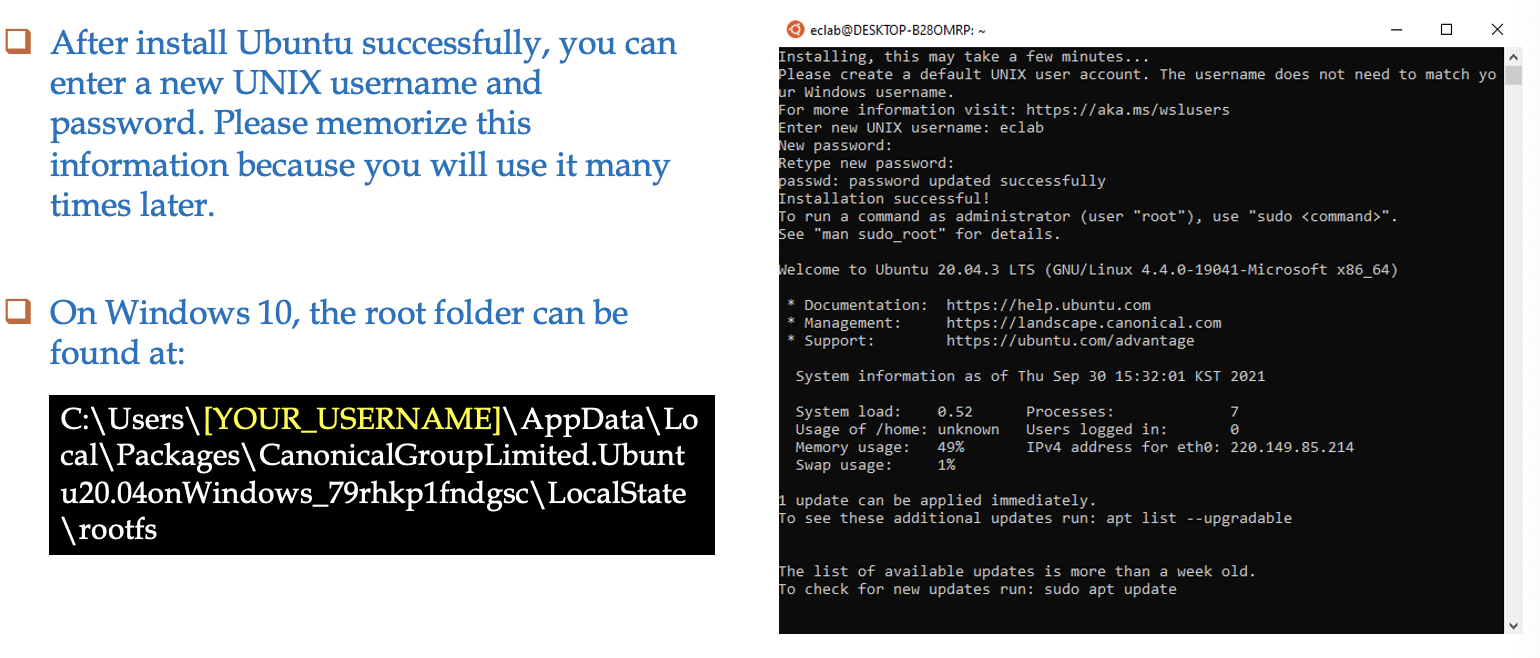 After install Ubuntu successfully, you can
enter a new UNIX username and
password. Please memorize this
information because you will use it many
times later.
On Windows 10, the root folder can be
found at:
C:\Users\[YOUR_USERNAME]\AppData\Lo
cal\Packages\CanonicalGroupLimited.Ubunt
u20.04onWindows_79rhkp1fndgsc\LocalState
\rootfs
eclab@DESKTOP-B28OMRP: ~
Installing, this may take a few minutes...
Please create a default UNIX user account. The username does not need to match yo
ur Windows username.
For more information visit: https://aka.ms/wslusers
Enter new UNIX username: eclab
New password:
Retype new password:
passwd: password updated successfully
Installation successful!
To run a command as administrator (user "root"), use "sudo <command>".
See "man sudo_root" for details.
Welcome to Ubuntu 20.04.3 LTS (GNU/Linux 4.4.0-19041-Microsoft x86_64)
* Documentation:  https://help.ubuntu.com
* Management:     https://landscape.canonical.com
* Support:        https://ubuntu.com/advantage
System information as of Thu Sep 30 15:32:01 KST 2021
System load:    0.52      Processes:             7
Usage of /home: unknown   Users logged in:       0
Memory usage:   49%       IPv4 address for eth0: 220.149.85.214
Swap usage:     1%
1 update can be applied immediately.
To see these additional updates run: apt list --upgradable
The list of available updates is more than a week old.
To check for new updates run: sudo apt update